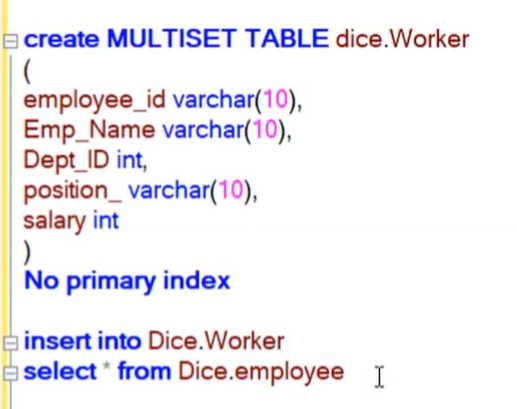 create MULTISET TABLE dice.Worker
(
employee_id varchar(10),
Emp_Name varchar(10),
Dept_ID int,
position_ varchar(10),
salary int
)
No primary index
insert into Dice.Worker
select * from Dice.employee